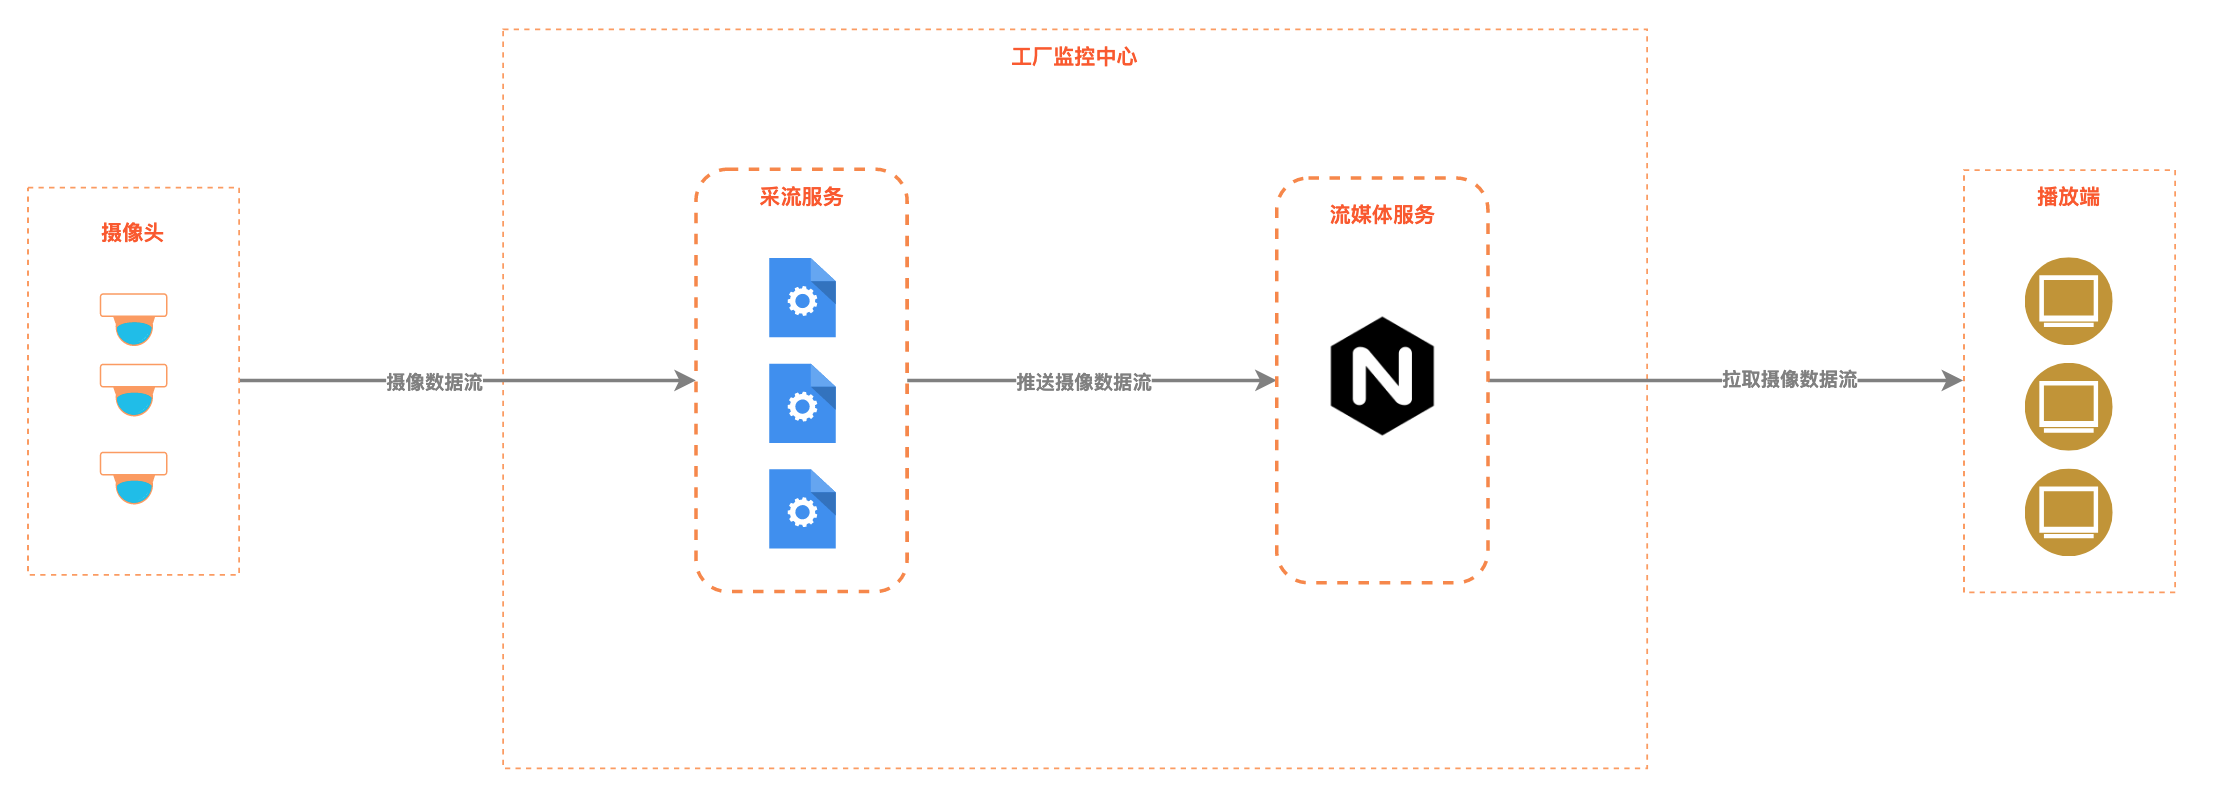 工厂监控中心
摄像头
采流服务
流媒体服务
播放端
摄像数据流
推送摄像数据流
拉取摄像数据流